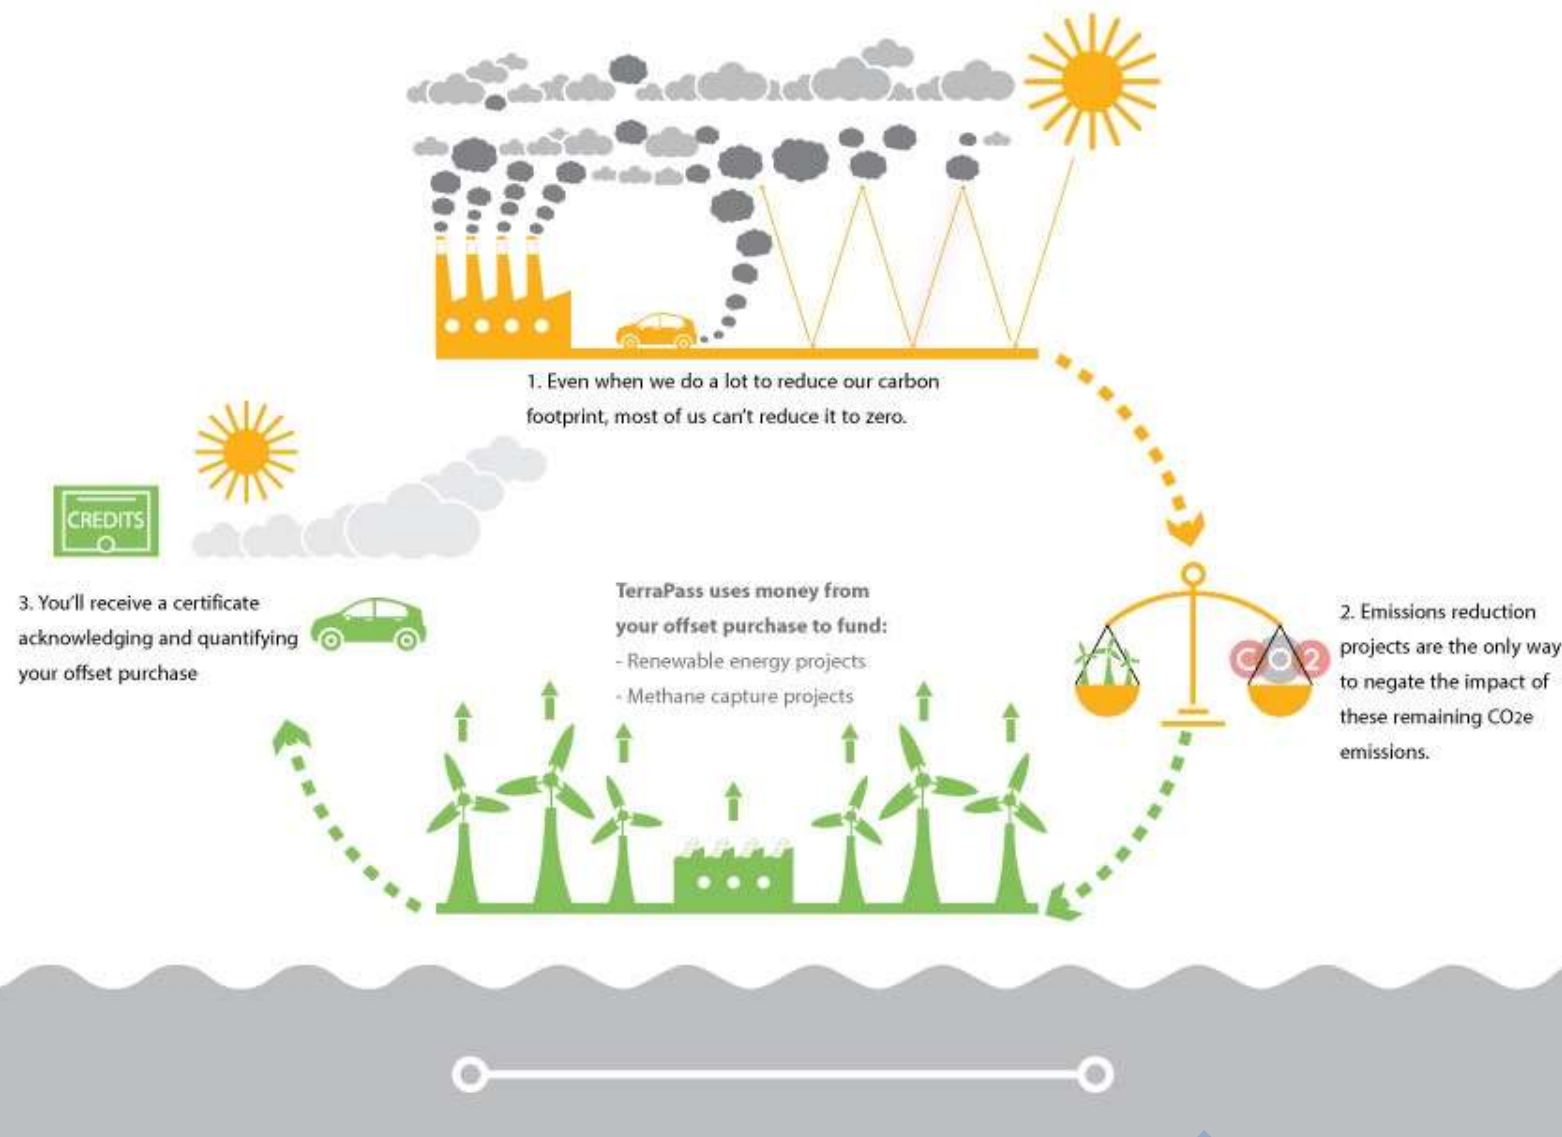 1. Even when we do a lot to reduce our carbon
footprint, most of us can't reduce it to zero.
CREDITS
3. You'll receive a certificate
acknowledging and quantifying
your offset purchase
TerraPass uses money from
your offset purchase to fund:
- Renewable energy projects
- Methane capture projects
CO2
2. Emissions reduction
projects are the only way
to negate the impact of
these remaining CO2e
emissions.